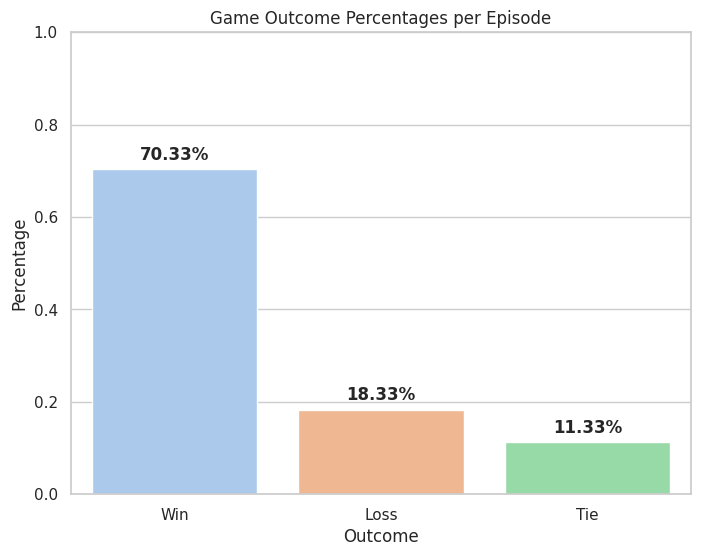 Game Outcome Percentages per Episode
1.0
0.8
0.6
0.4
0.2
0.0
Percentage
70.33%
18.33%
11.33%
Win
Loss
Tie
Outcome